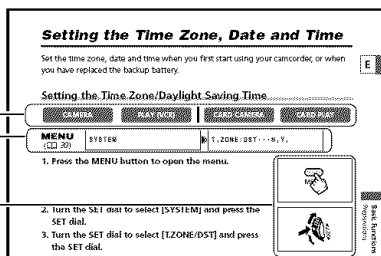 Setting the Time Zone, Date and Time
Set the time zone, date and time when you first start using your camcorder, or when
you have replaced the backup battery.
E
Setting the Time Zone/Daylight Saving Time
CAMERA PLAY (VCR) CARD CAMERA CARD PLAY
MENU
( 39)
SYSTEM T.ZONE/DST···N.Y.
1. Press the MENU button to open the menu.
2. Turn the SET dial to select [SYSTEM] and press the
SET dial.
3. Turn the SET dial to select [T.ZONE/DST] and press
the SET dial.
Basic Functions
Preparations